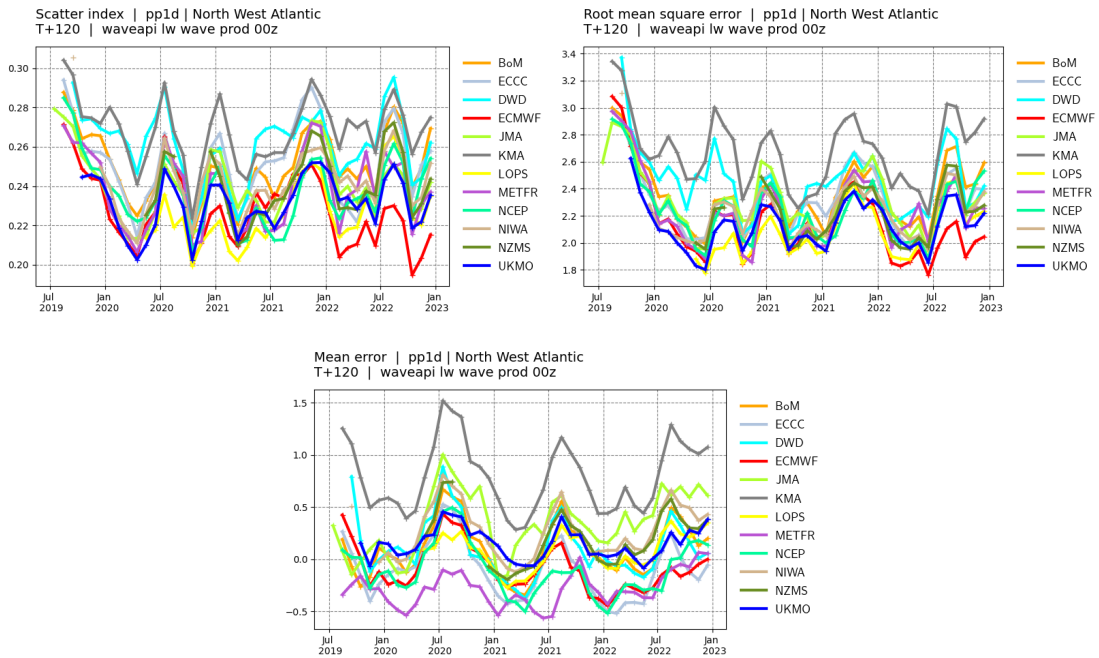 Scatter index | pp1d | North West Atlantic
T+120 | waveapi lw wave prod 00z
0.30
0.28
0.26
0.24
0.22
0.20
Jul
2019
Jan
2020
Jul
2020
Jan
2021
Jul
2021
Jan
2022
Jul
2022
Jan
2023
BoM
ECCC
DWD
ECMWF
JMA
KMA
LOPS
METFR
NCEP
NIWA
NZMS
UKMO
Root mean square error | pp1d | North West Atlantic
T+120 | waveapi lw wave prod 00z
3.4
3.2
3.0
2.8
2.6
2.4
2.2
2.0
1.8
Jul
2019
Jan
2020
Jul
2020
Jan
2021
Jul
2021
Jan
2022
Jul
2022
Jan
2023
BoM
ECCC
DWD
ECMWF
JMA
KMA
LOPS
METFR
NCEP
NIWA
NZMS
UKMO
Mean error | pp1d | North West Atlantic
T+120 | waveapi lw wave prod 00z
1.5
1.0
0.5
0.0
−0.5
Jul
2019
Jan
2020
Jul
2020
Jan
2021
Jul
2021
Jan
2022
Jul
2022
Jan
2023
BoM
ECCC
DWD
ECMWF
JMA
KMA
LOPS
METFR
NCEP
NIWA
NZMS
UKMO